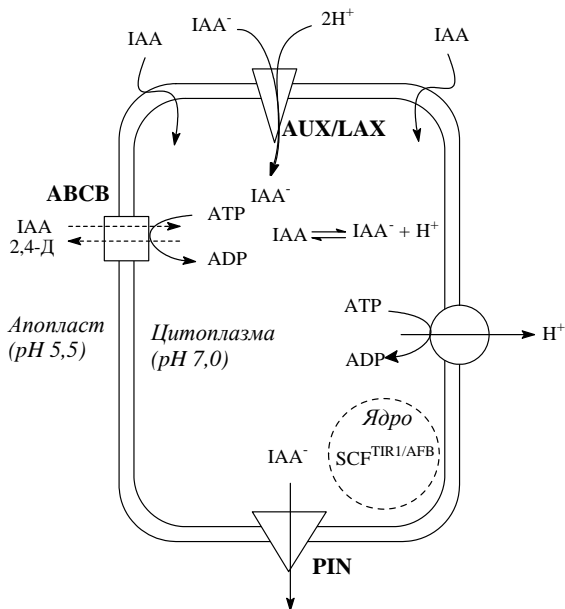 IAA
IAA⁻
2H⁺
IAA
AUX/LAX
IAA⁻
ABCB
ATP
IAA
2,4-Д
ADP
IAA ⇌ IAA⁻ + H⁺
Апопласт
(pH 5,5)
Цитоплазма
(pH 7,0)
ATP
ADP
H⁺
Ядро
SCF^TIR1/AFB
IAA⁻
PIN